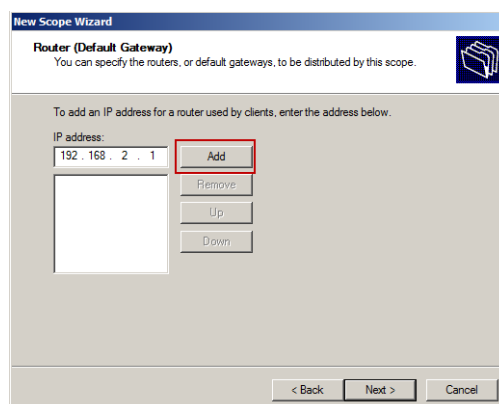 New Scope Wizard
Router (Default Gateway)
You can specify the routers, or default gateways, to be distributed by this scope.
To add an IP address for a router used by clients, enter the address below.
IP address:
192 . 168 . 2 . 1
Add
Remove
Up
Down
< Back
Next >
Cancel